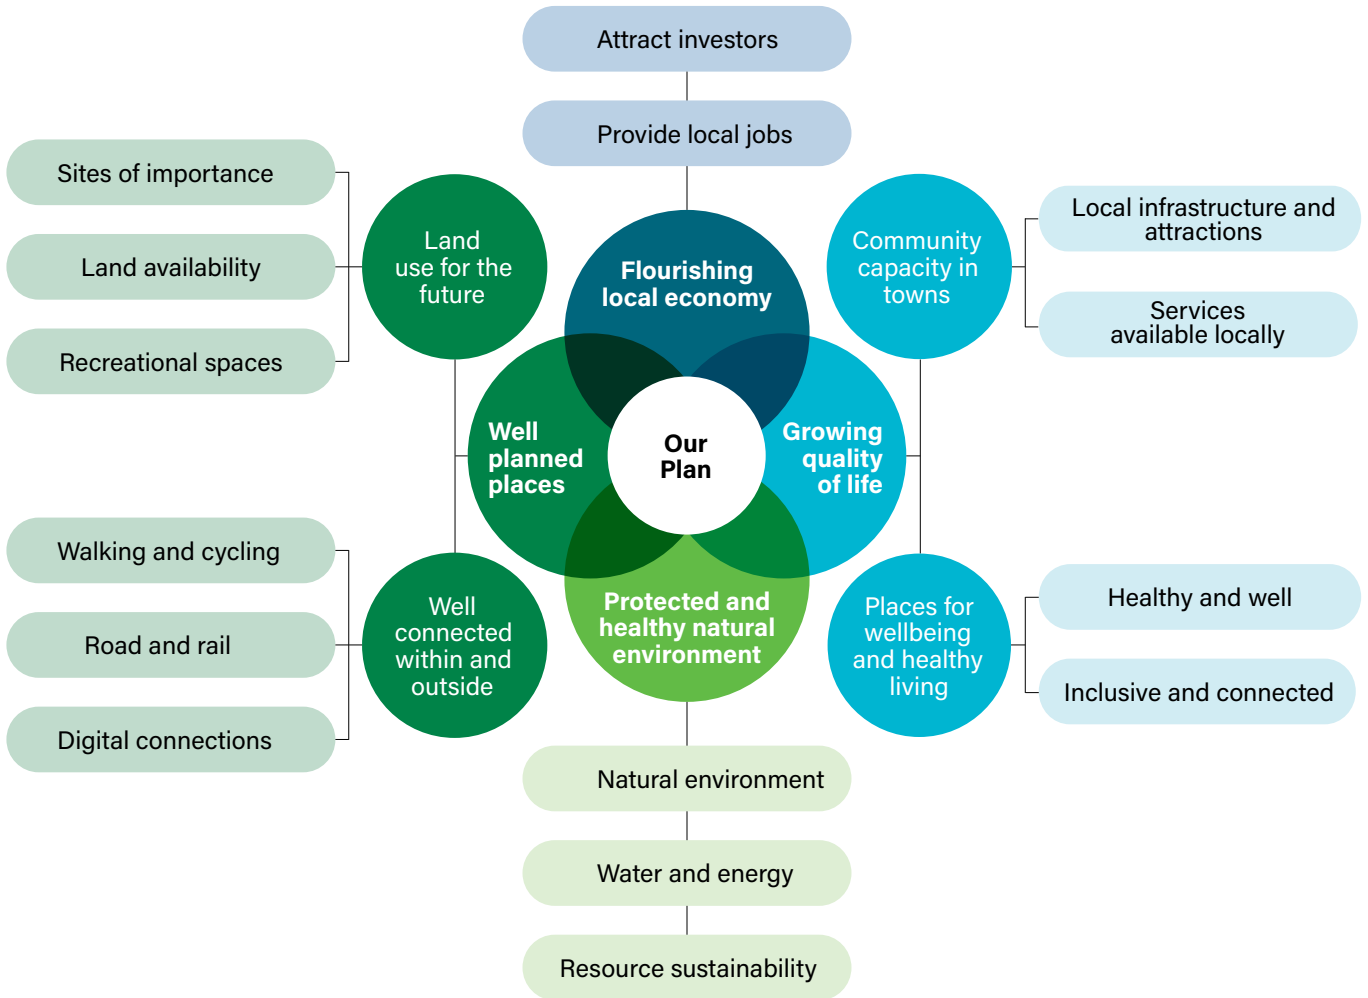 Attract investors
Provide local jobs
Sites of importance
Land availability
Recreational spaces
Land
use for the
future
Flourishing
local economy
Community
capacity in
towns
Local infrastructure and
attractions
Services
available locally
Well
planned
places
Our
Plan
Growing
quality
of life
Walking and cycling
Road and rail
Digital connections
Well
connected
within and
outside
Protected and
healthy natural
environment
Places for
wellbeing
and healthy
living
Healthy and well
Inclusive and connected
Natural environment
Water and energy
Resource sustainability